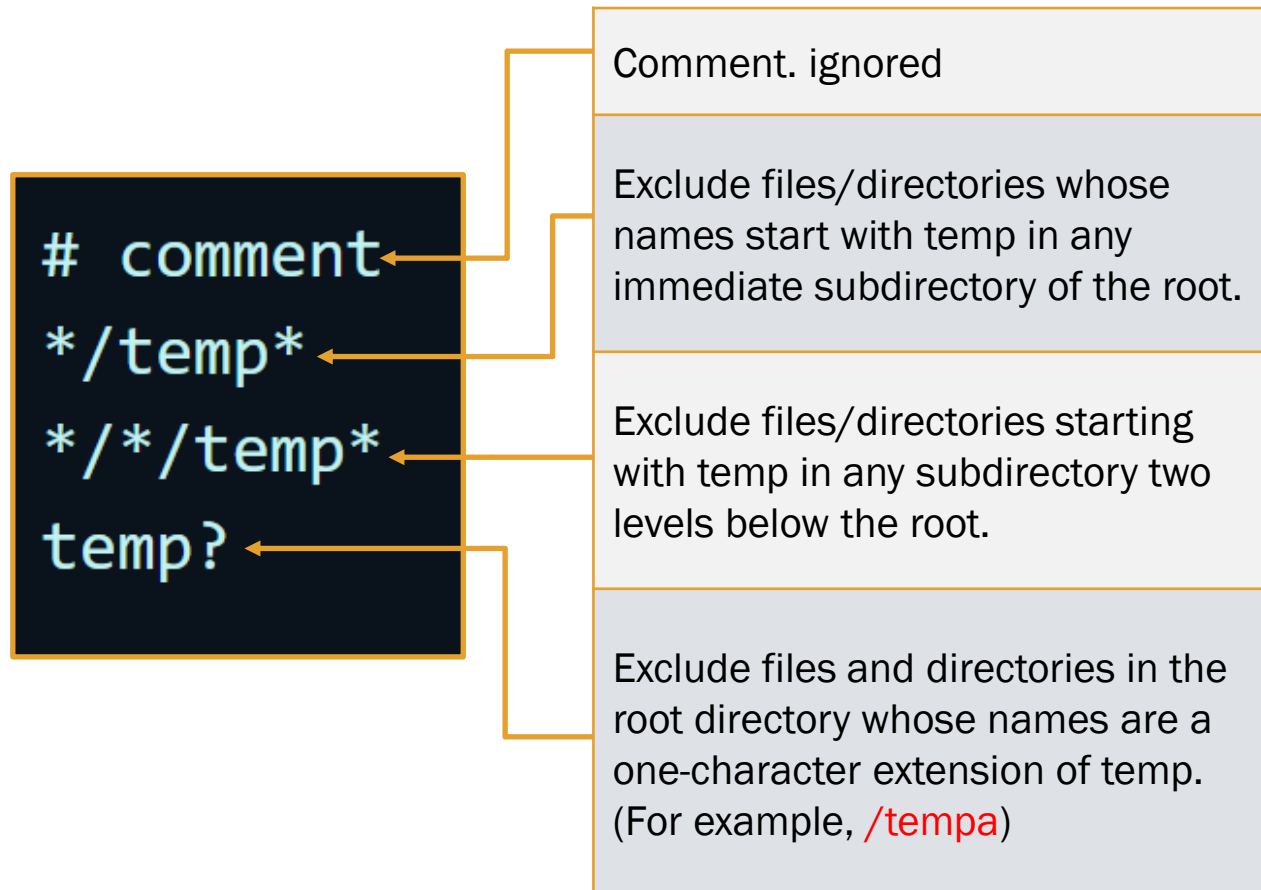 # comment
*/temp*
*/*/temp*
temp?
Comment. ignored
Exclude files/directories whose
names start with temp in any
immediate subdirectory of the root.
Exclude files/directories starting
with temp in any subdirectory two
levels below the root.
Exclude files and directories in the
root directory whose names are a
one-character extension of temp.
(For example, /tempa)